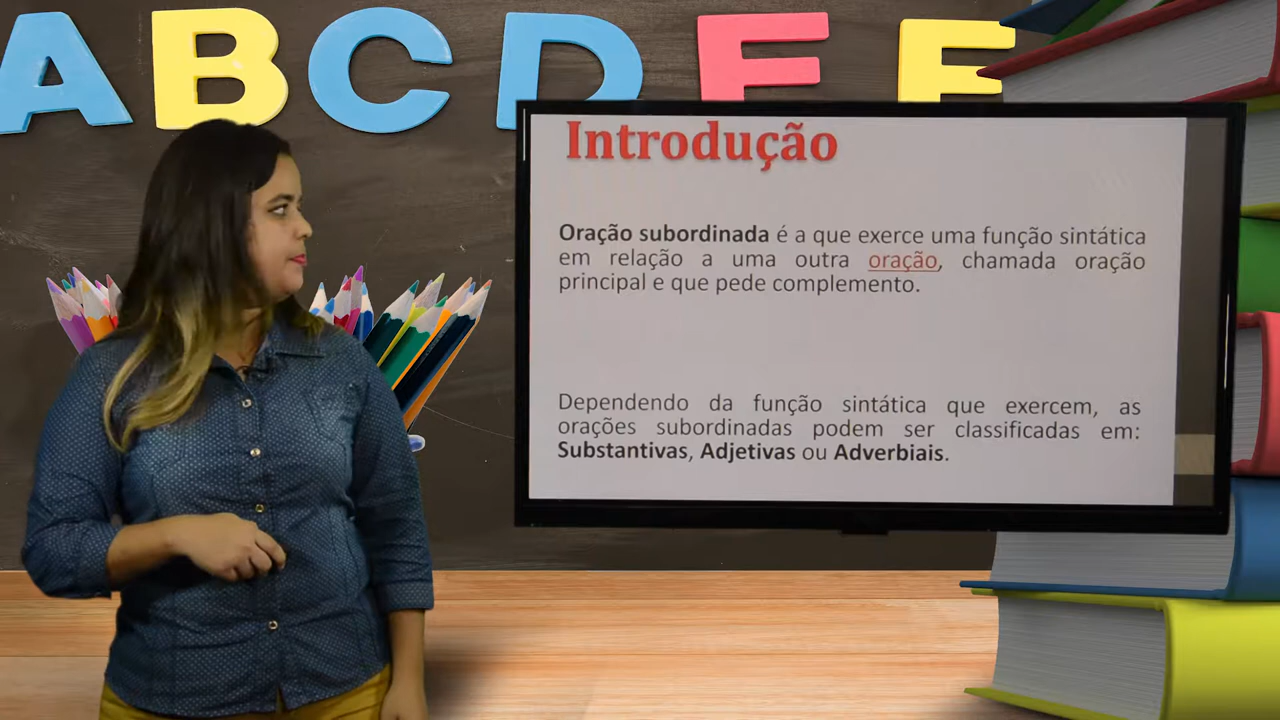 ABCDEF
Introdução
Oração subordinada é a que exerce uma função sintática
em relação a uma outra oração, chamada oração
principal e que pede complemento.
Dependendo da função sintática que exercem, as
orações subordinadas podem ser classificadas em:
Substantivas, Adjetivas ou Adverbiais.